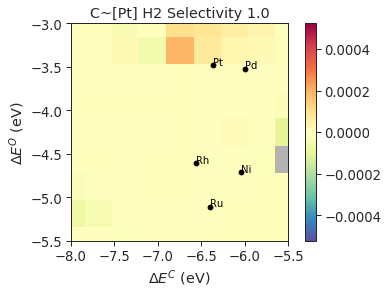 C~[Pt] H2 Selectivity 1.0
−3.0
−3.5
−4.0
−4.5
−5.0
−5.5
ΔE^O (eV)
Pt
Pd
Rh
Ni
Ru
−8.0 −7.5 −7.0 −6.5 −6.0 −5.5
ΔE^C (eV)
0.0004
0.0002
0.0000
−0.0002
−0.0004